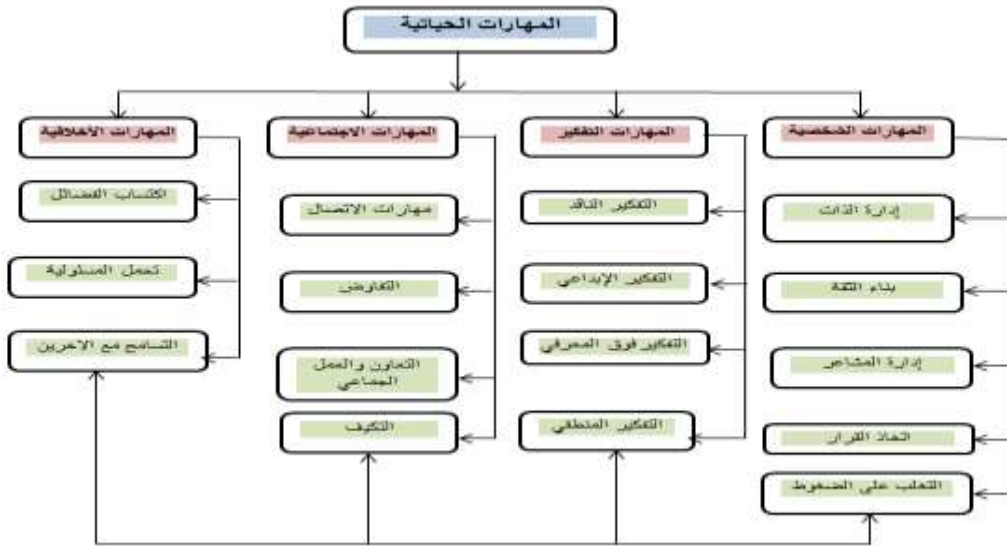 المهارات الحياتية
المهارات الشخصية
إدارة الذات
بناء الثقة
إدارة المشاعر
اتخاذ القرار
التغلب على الضغوط
المهارات التفكير
التفكير الناقد
التفكير الإبداعي
التفكير فوق المعرفي
التفكير المنطقي
المهارات الاجتماعية
مهارات الاتصال
التفاوض
التعاون والعمل
الجماعي
التكيف
المهارات الأخلاقية
اكتساب الفضائل
تحمل المسئولية
التسامح مع الاخرين